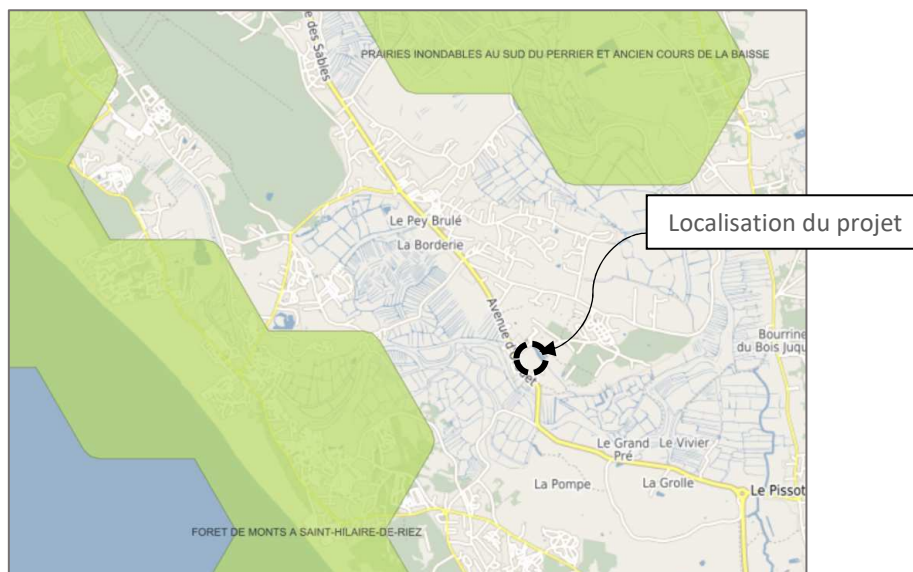 e des Sables
PRAIRIES INONDABLES AU SUD DU PERRIER ET ANCIEN COURS DE LA BAISSE
Localisation du projet
Le Pey Brulé
La Borderie
Avenue d'
et
Bourrine
du Bois Juqu
Le Grand
Pré
Le Vivier
La Pompe
La Grolle
Le Pissot
FORET DE MONTS A SAINT-HILAIRE-DE-RIEZ